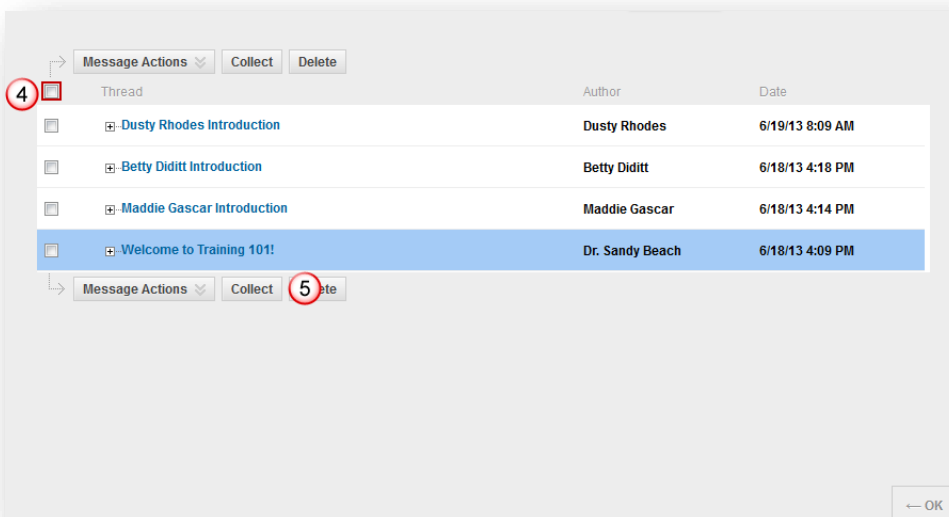 Message Actions Collect Delete
4 Thread Author Date
Dusty Rhodes Introduction Dusty Rhodes 6/19/13 8:09 AM
Betty Diditt Introduction Betty Diditt 6/18/13 4:18 PM
Maddie Gascar Introduction Maddie Gascar 6/18/13 4:14 PM
Welcome to Training 101! Dr. Sandy Beach 6/18/13 4:09 PM
Message Actions Collect 5 ete
← OK